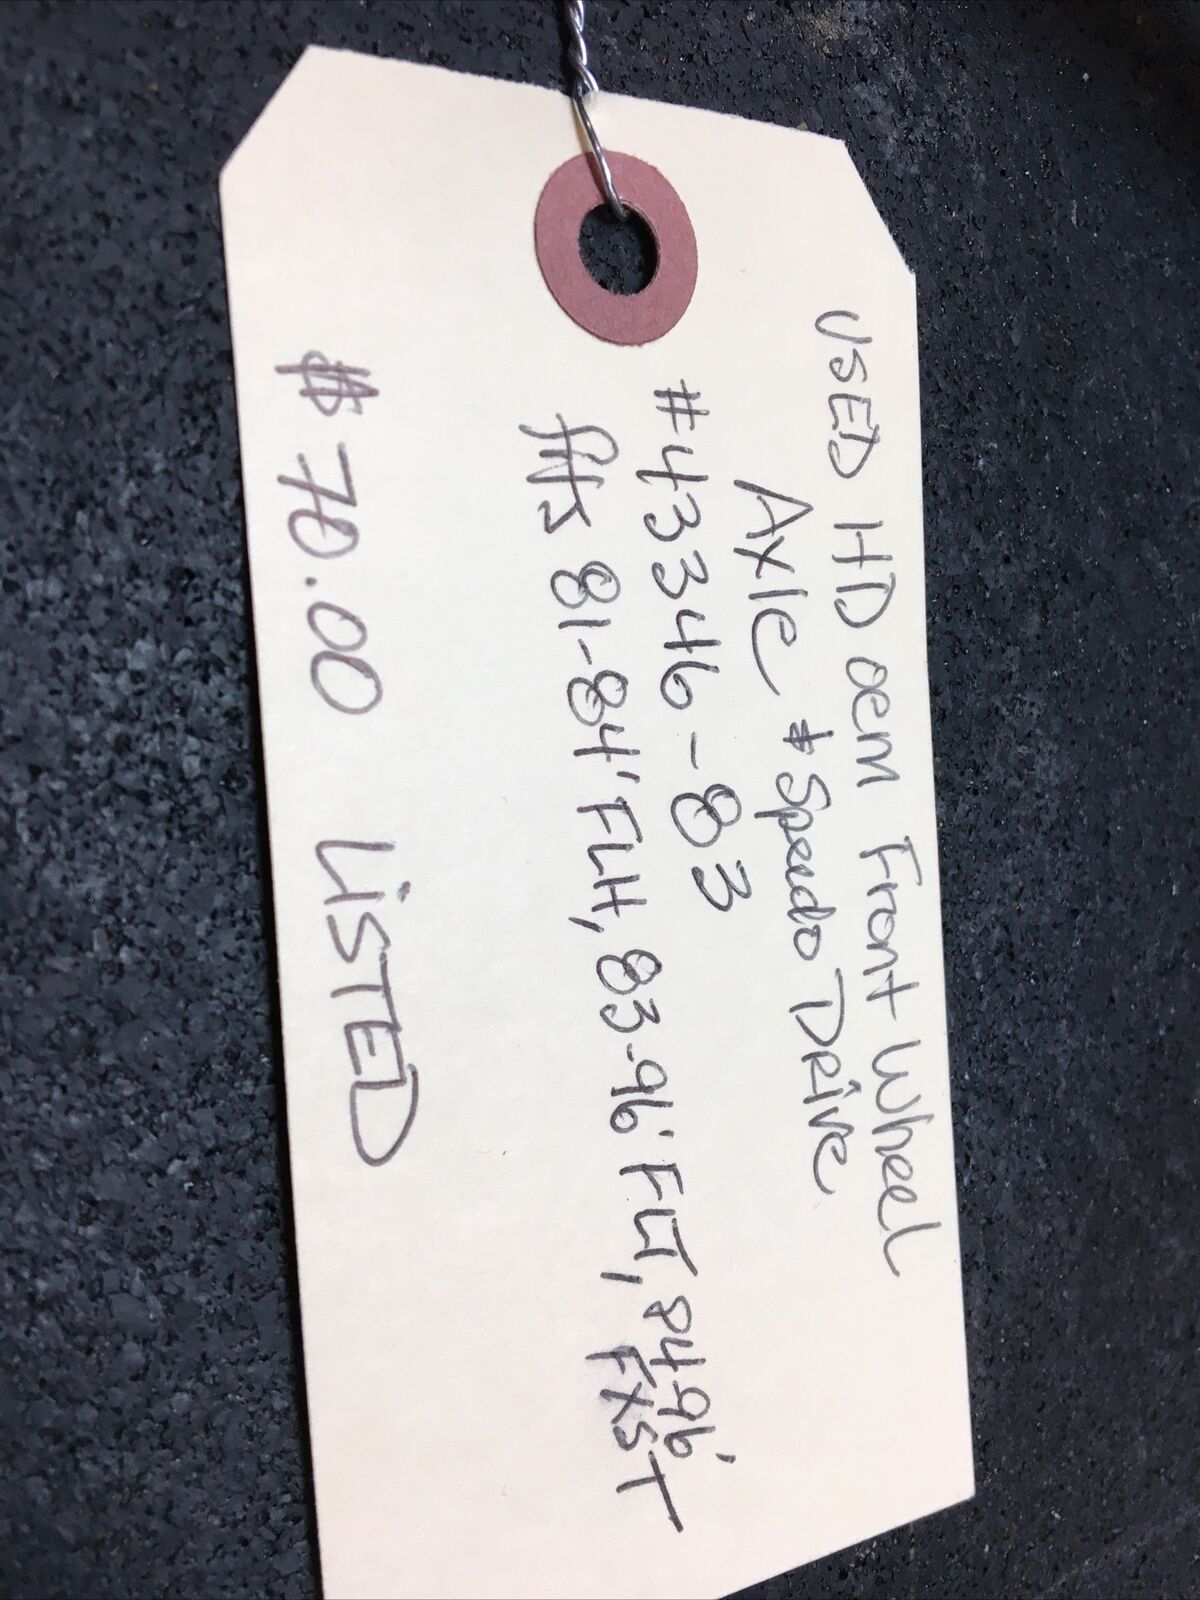 USED HD oem Front Wheel
Axle & Speedo Drive
#43346-83
fits 81-84' FLH, 83-96' FLT, 84-96'
FXST
$70.00 LiSTED